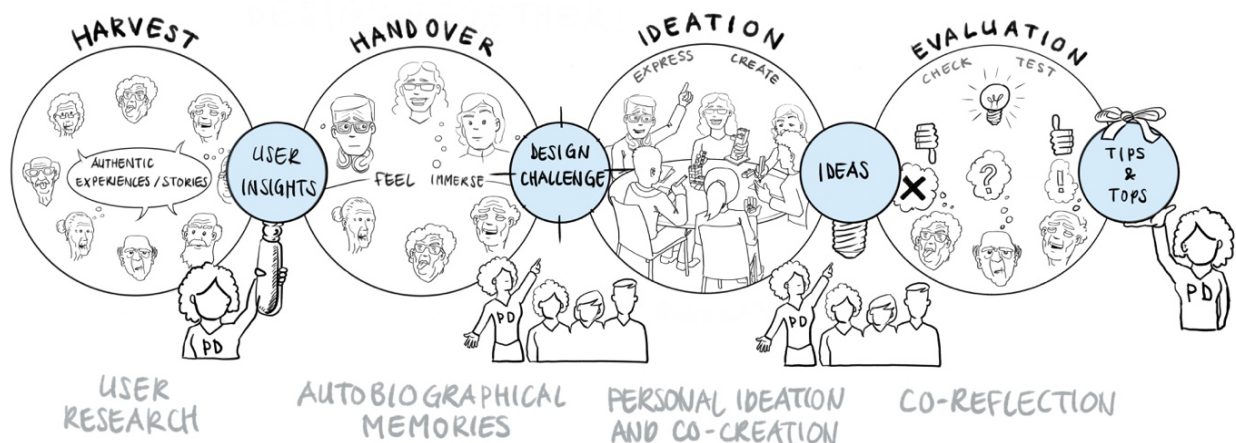 HARVEST
HANDOVER
IDEATION
EVALUATION
EXPRESS
CREATE
CHECK
TEST
AUTHENTIC
EXPERIENCES/STORIES
USER
INSIGHTS
FEEL IMMERSE
DESIGN
CHALLENGE
IDEAS
?
!
TIPS
&
TOPS
PD
PD
PD
PD
USER
RESEARCH
AUTOBIOGRAPHICAL
MEMORIES
PERSONAL IDEATION
AND CO-CREATION
CO-REFLECTION